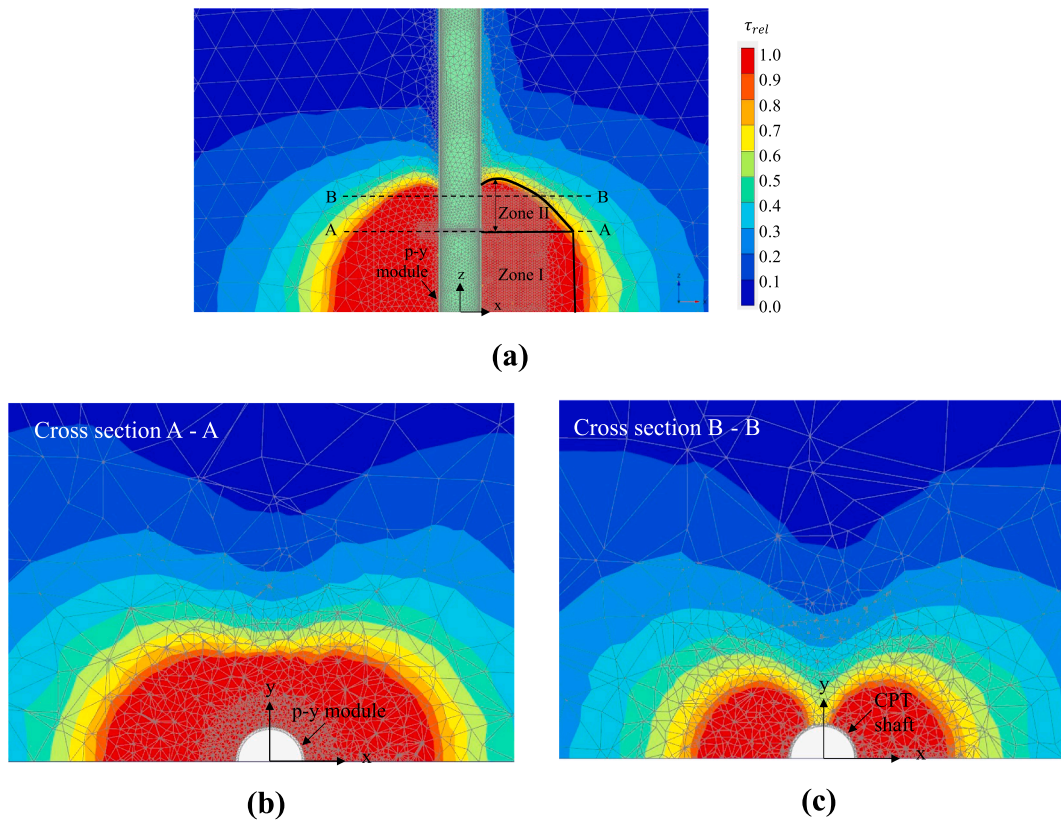 τrel
1.0
0.9
0.8
0.7
0.6
0.5
0.4
0.3
0.2
0.1
0.0
B
B
Zone II
A
A
p-y
module
Zone I
z
x
z
(a)
Cross section A - A
y
p-y module
x
(b)
Cross section B - B
y
CPT
shaft
x
(c)